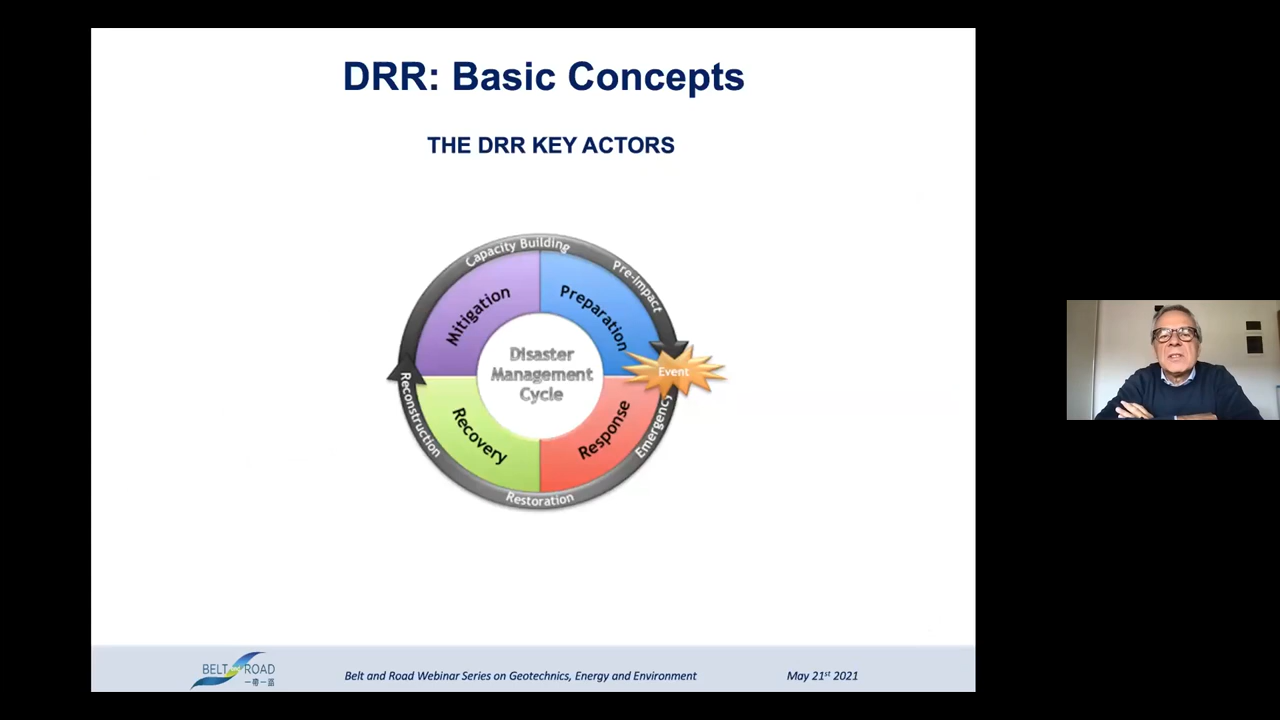 DRR: Basic Concepts
THE DRR KEY ACTORS
Capacity Building
Pre-Impact
Mitigation
Preparation
Disaster
Management
Cycle
Event
Reconstruction
Recovery
Response
Emergency
Restoration
BELT ROAD
一帶一路
Belt and Road Webinar Series on Geotechnics, Energy and Environment
May 21st 2021